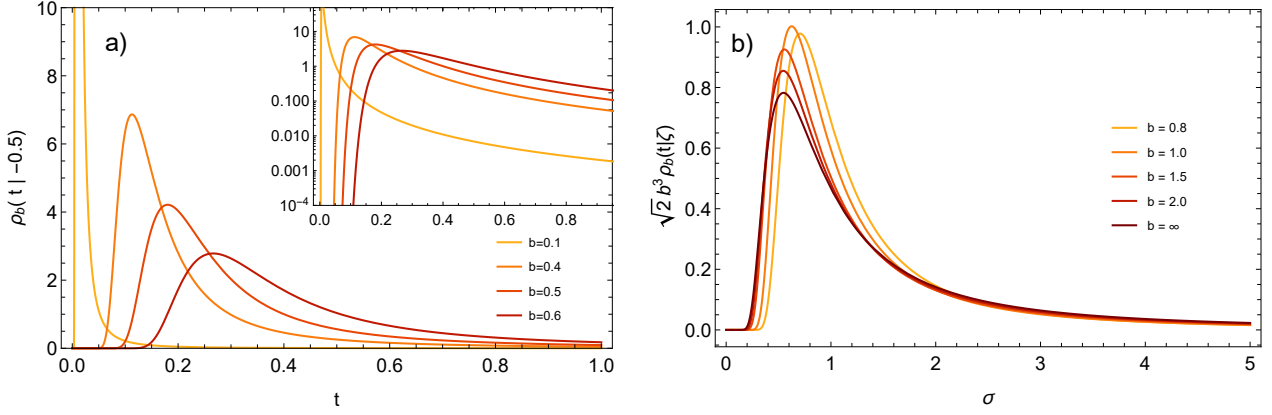 a)
ρ_b( t | −0.5)
10
8
6
4
2
0
0.0 0.2 0.4 0.6 0.8 1.0
t
10
1
0.100
0.010
0.001
10⁻⁴
0.0 0.2 0.4 0.6 0.8
b=0.1
b=0.4
b=0.5
b=0.6
b)
√2 b³ ρ_b(t|ζ)
1.0
0.8
0.6
0.4
0.2
0.0
0 1 2 3 4 5
σ
b = 0.8
b = 1.0
b = 1.5
b = 2.0
b = ∞